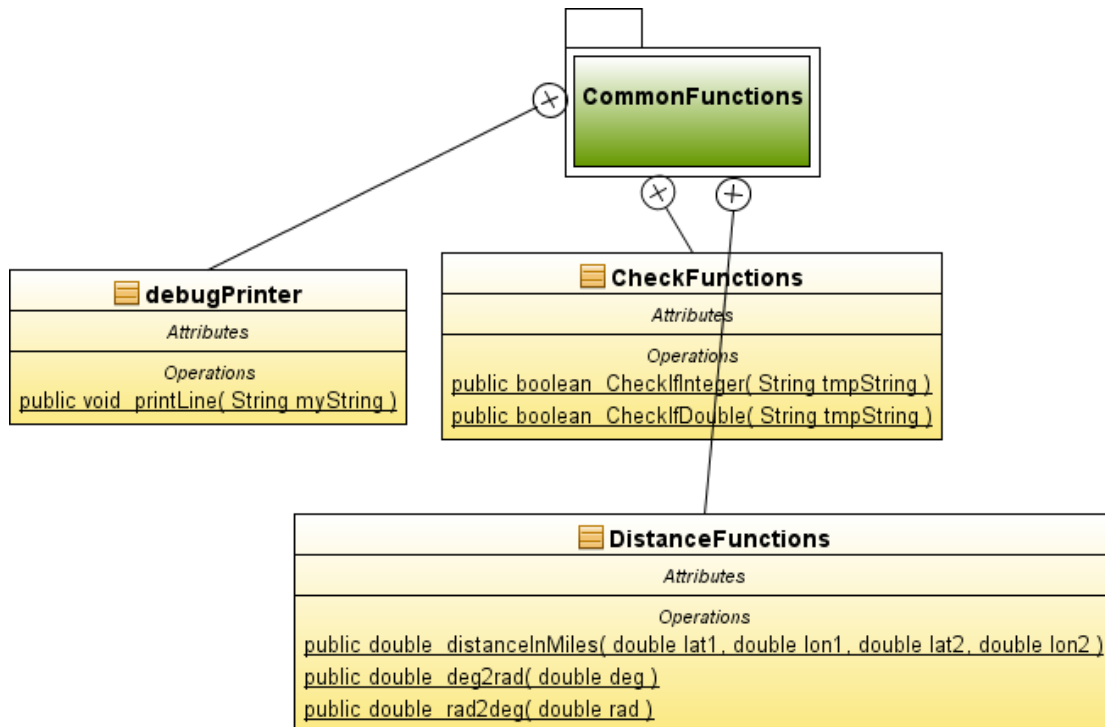 CommonFunctions
debugPrinter
Attributes
Operations
public void printLine( String myString )
CheckFunctions
Attributes
Operations
public boolean CheckIfInteger( String tmpString )
public boolean CheckIfDouble( String tmpString )
DistanceFunctions
Attributes
Operations
public double distanceInMiles( double lat1, double lon1, double lat2, double lon2 )
public double deg2rad( double deg )
public double rad2deg( double rad )